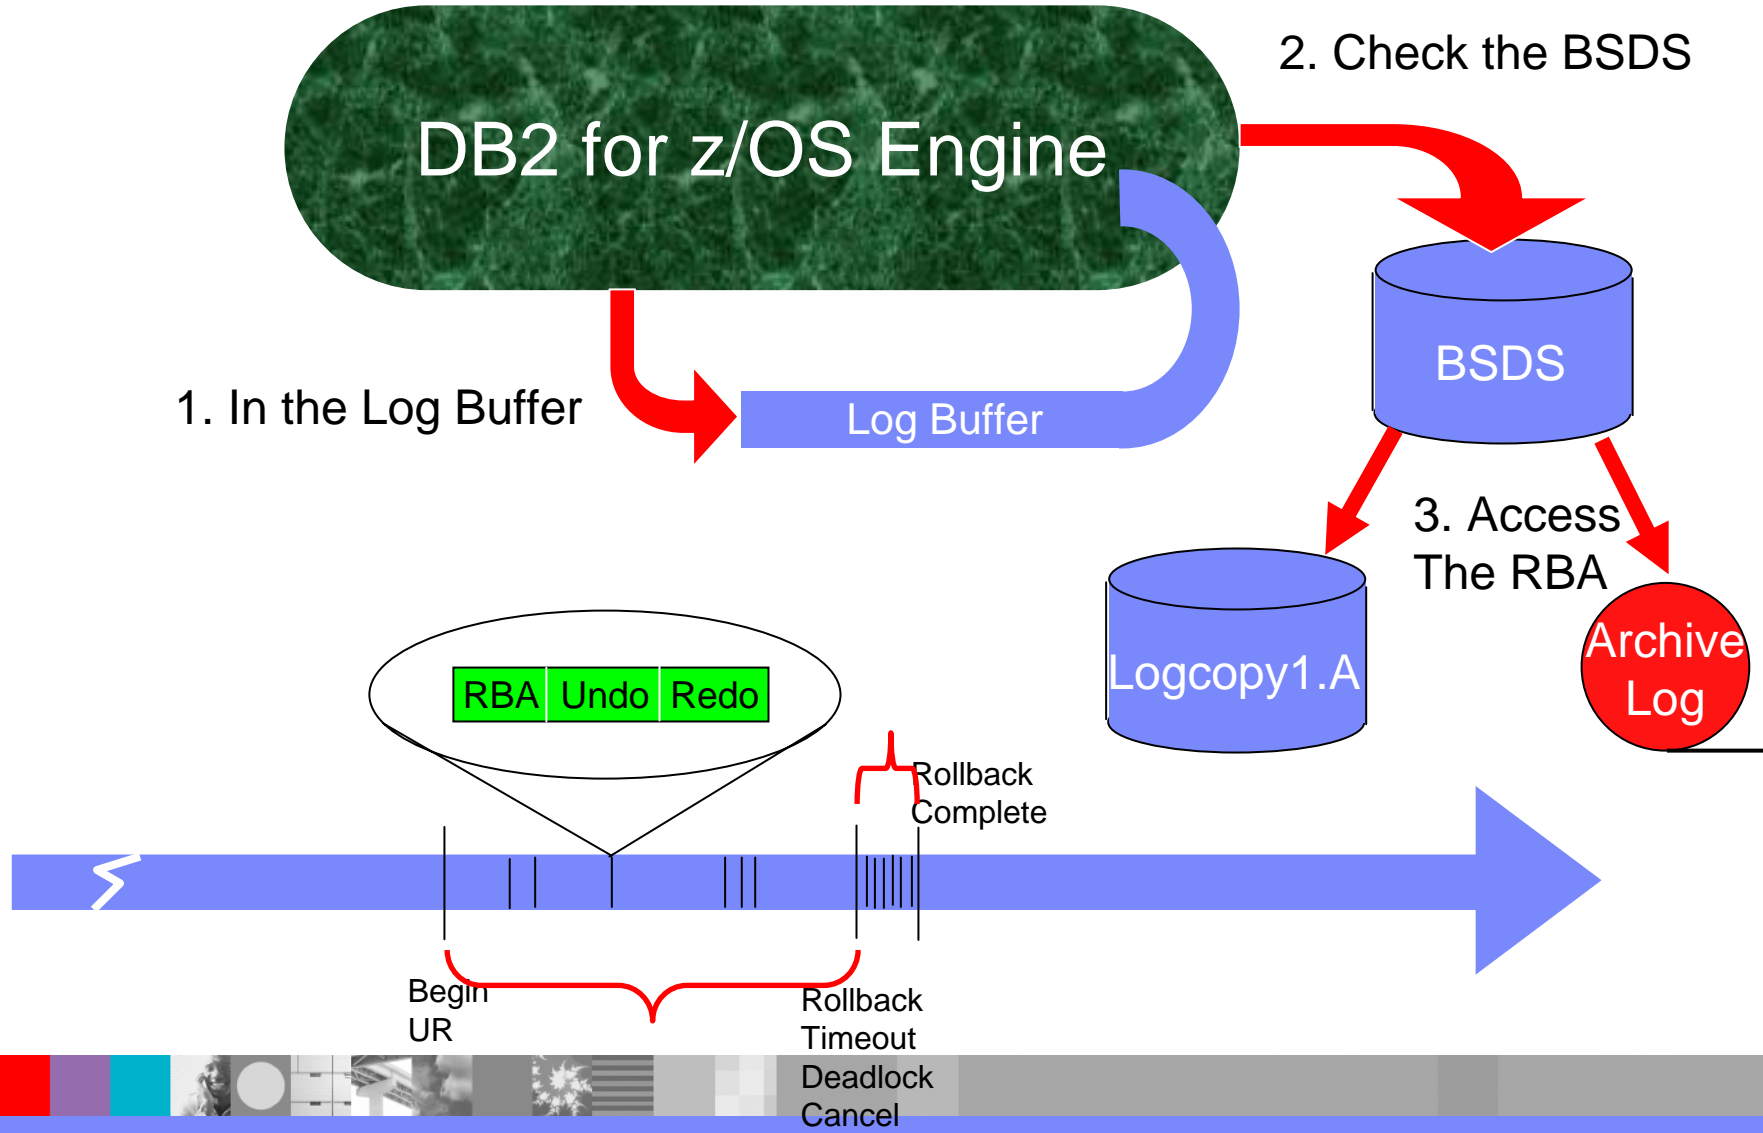 2. Check the BSDS
DB2 for z/OS Engine
BSDS
1. In the Log Buffer
Log Buffer
3. Access
The RBA
Archive
Log
Logcopy1.A
RBA Undo Redo
Rollback
Complete
Begin
UR
Rollback
Timeout
Deadlock
Cancel